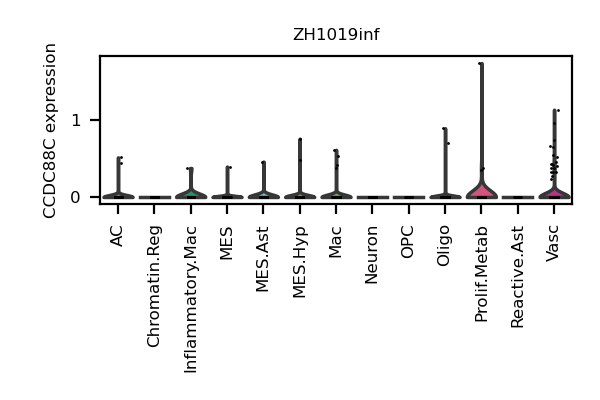 ZH1019inf
CCDC88C expression
1
0
AC
Chromatin.Reg
Inflammatory.Mac
MES
MES.Ast
MES.Hyp
Mac
Neuron
OPC
Oligo
Prolif.Metab
Reactive.Ast
Vasc